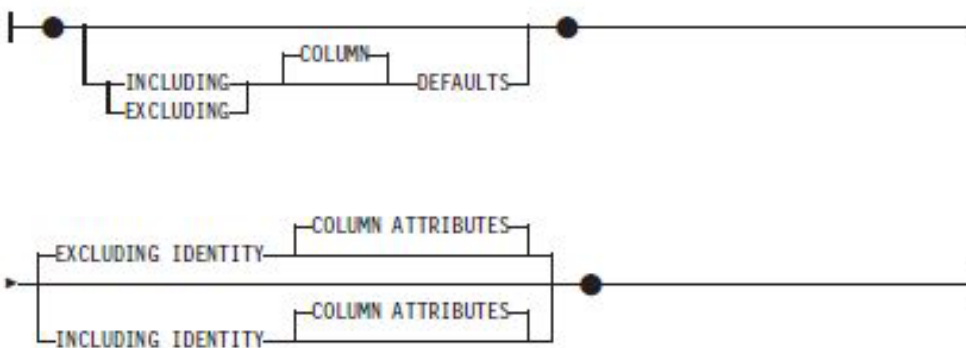 COLUMN
INCLUDING DEFAULTS
EXCLUDING
COLUMN ATTRIBUTES
EXCLUDING IDENTITY
COLUMN ATTRIBUTES
INCLUDING IDENTITY